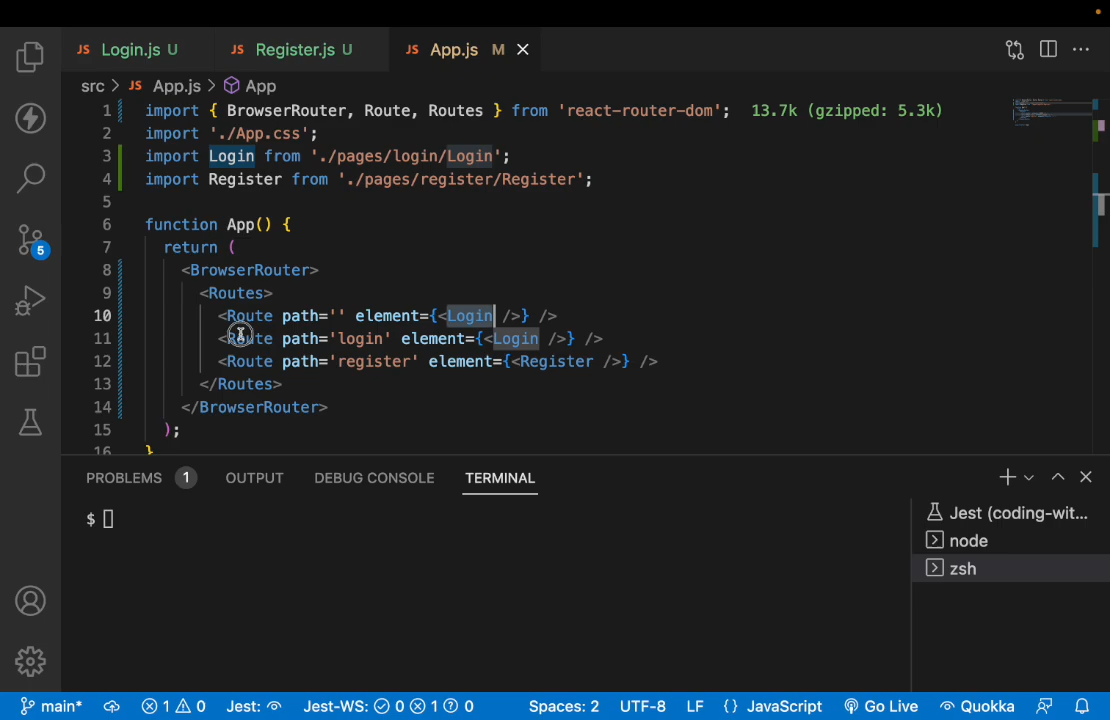 JS Login.js U JS Register.js U JS App.js M
src > JS App.js > App
1 import { BrowserRouter, Route, Routes } from 'react-router-dom'; 13.7k (gzipped: 5.3k)
2 import './App.css';
3 import Login from './pages/login/Login';
4 import Register from './pages/register/Register';
5
6 function App() {
7 return (
8 <BrowserRouter>
9 <Routes>
10 <Route path='' element={<Login />} />
11 <Route path='login' element={<Login />} />
12 <Route path='register' element={<Register />} />
13 </Routes>
14 </BrowserRouter>
15 );
16 }
5
PROBLEMS 1 OUTPUT DEBUG CONSOLE TERMINAL
$
Jest (coding-wit...
node
zsh
main* 1 0 Jest: Jest-WS: 0 1 0 Spaces: 2 UTF-8 LF {} JavaScript Go Live Quokka